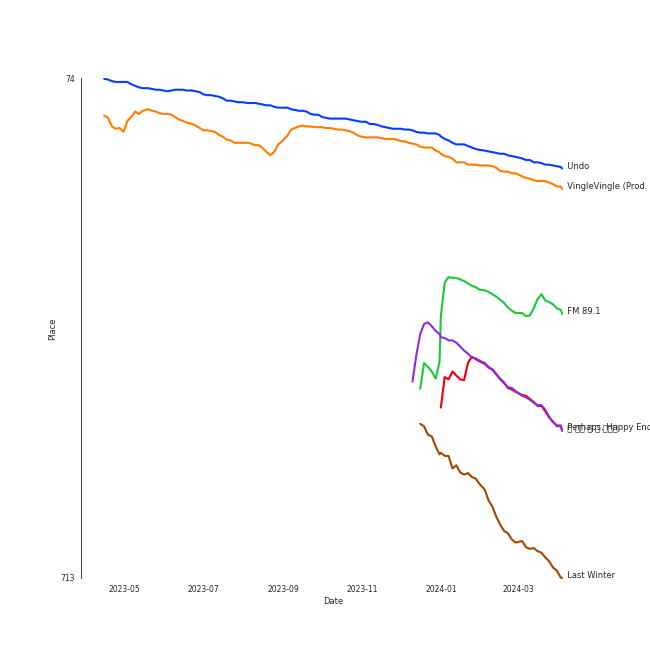 74
Undo
VingleVingle (Prod.
FM 89.1
Place
Perhaps, Happy End
Last Winter
713
2023-05
2023-07
2023-09
2023-11
2024-01
2024-03
Date